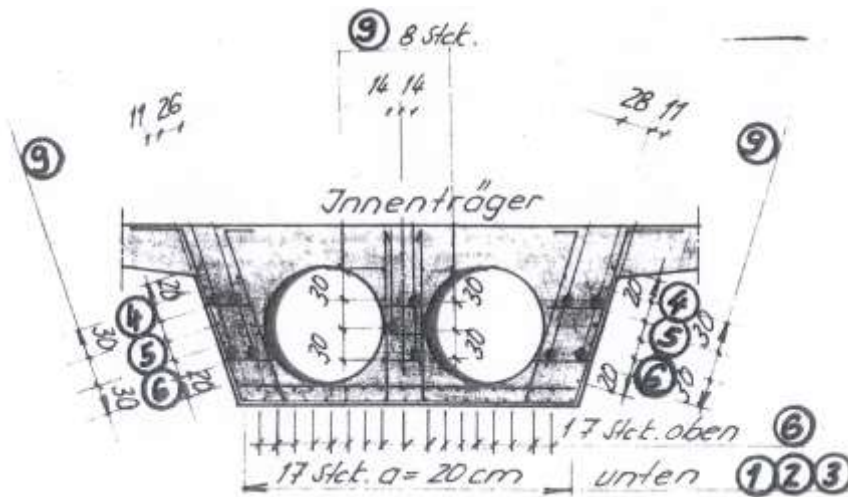 ⑨ 8 Stck.
14 14
11 26
28 11
⑨
⑨
Innenträger
30 30
30 30
20 20
④ ④
30 ⑤ ⑤ 30
30 ⑥ 20 20 ⑥ 30
17 Stck. oben ⑥
17 Stck. a = 20 cm unten ① ② ③